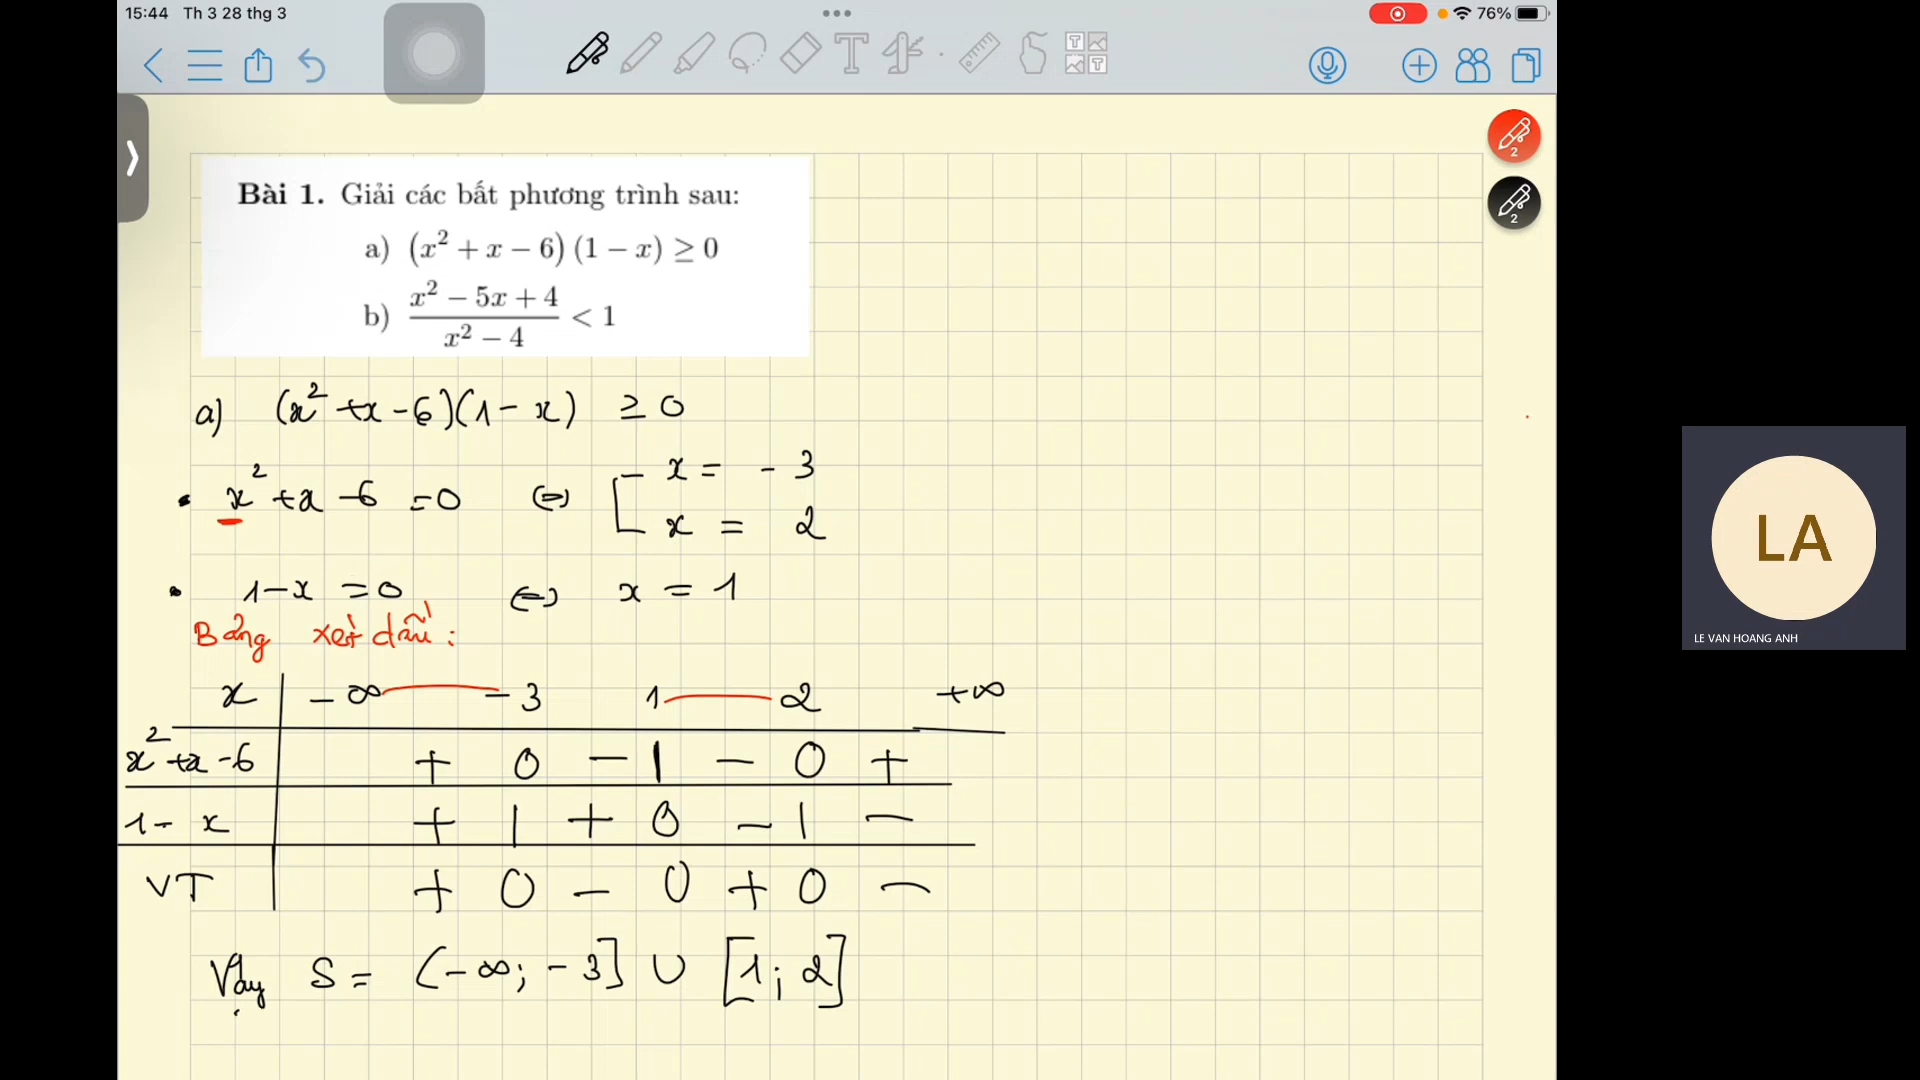 15:44 Th 3 28 thg 3
76%
Bài 1. Giải các bất phương trình sau:
a) (x² + x − 6) (1 − x) ≥ 0
b) (x² − 5x + 4)/(x² − 4) < 1
2
2
a) (x² + x - 6)(1 - x) ≥ 0
• x² + x - 6 = 0 ⇔ [ x = - 3
x = 2
• 1 - x = 0 ⇔ x = 1
Bảng xét dấu :
x | - ∞ - 3 1 2 +∞
x² + x - 6 | + 0 - | - 0 +
1 - x | + | + 0 - | -
VT | + 0 - 0 + 0 -
Vậy S = (- ∞; - 3] ∪ [1; 2]
LA
LE VAN HOANG ANH